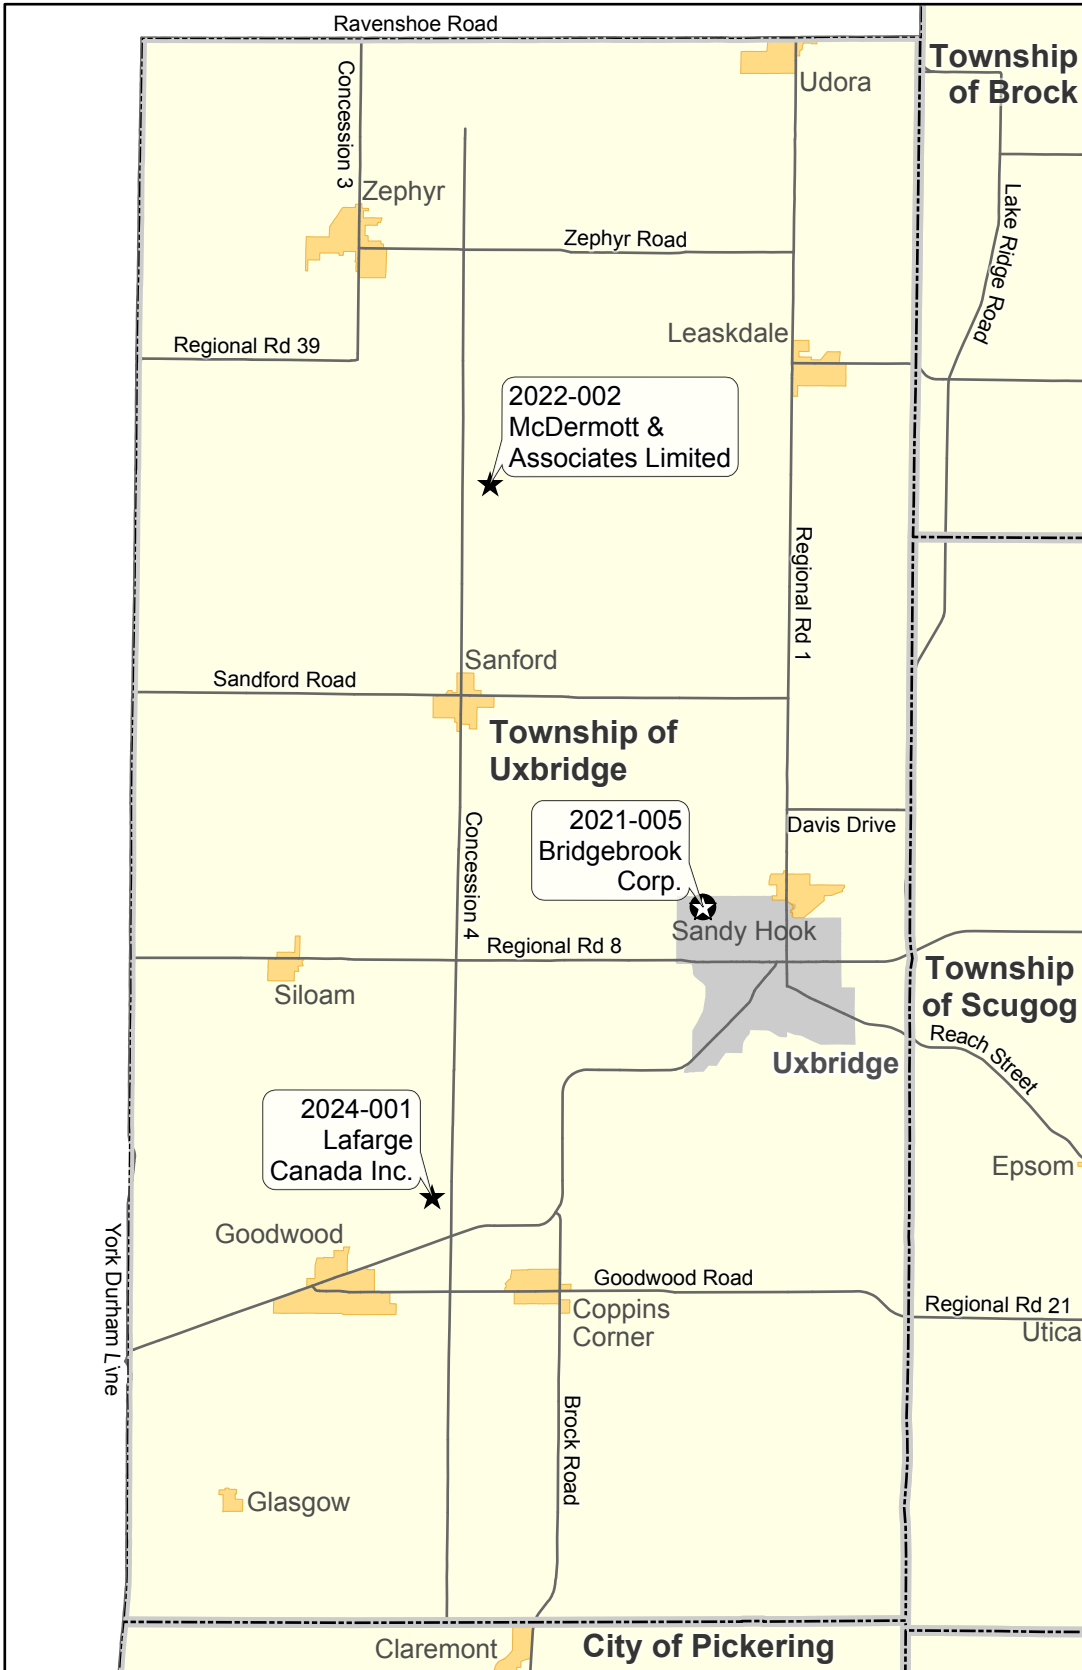 Ravenshoe Road
Township
of Brock
Udora
Concession 3
Zephyr
Lake Ridge Road
Zephyr Road
Leaskdale
Regional Rd 39
2022-002
McDermott &
Associates Limited
Regional Rd 1
Sanford
Sandford Road
Township of
Uxbridge
2021-005
Bridgebrook
Corp.
Davis Drive
Concession 4
Sandy Hook
Regional Rd 8
Siloam
Township
of Scugog
Reach Street
Uxbridge
2024-001
Lafarge
Canada Inc.
Epsom
York Durham Line
Goodwood
Goodwood Road
Coppins
Corner
Regional Rd 21
Utica
Brock Road
Glasgow
Claremont
City of Pickering